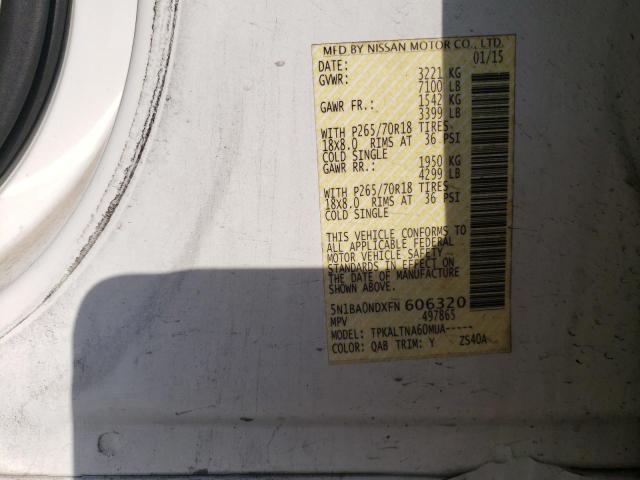 MFD BY NISSAN MOTOR CO., LTD.
DATE: 01/15
GVWR: 3221 KG
7100 LB
GAWR FR.: 1542 KG
3399 LB
WITH P265/70R18 TIRES
18x8.0 RIMS AT 36 PSI
COLD SINGLE
GAWR RR.: 1950 KG
4299 LB
WITH P265/70R18 TIRES
18x8.0 RIMS AT 36 PSI
COLD SINGLE
THIS VEHICLE CONFORMS TO
ALL APPLICABLE FEDERAL
MOTOR VEHICLE SAFETY
STANDARDS IN EFFECT ON
THE DATE OF MANUFACTURE
SHOWN ABOVE.
5N1BA0NDXFN 606320
MPV 497865
MODEL: TPKALTNA60MUA-----
COLOR: QAB TRIM: Y ZS40A